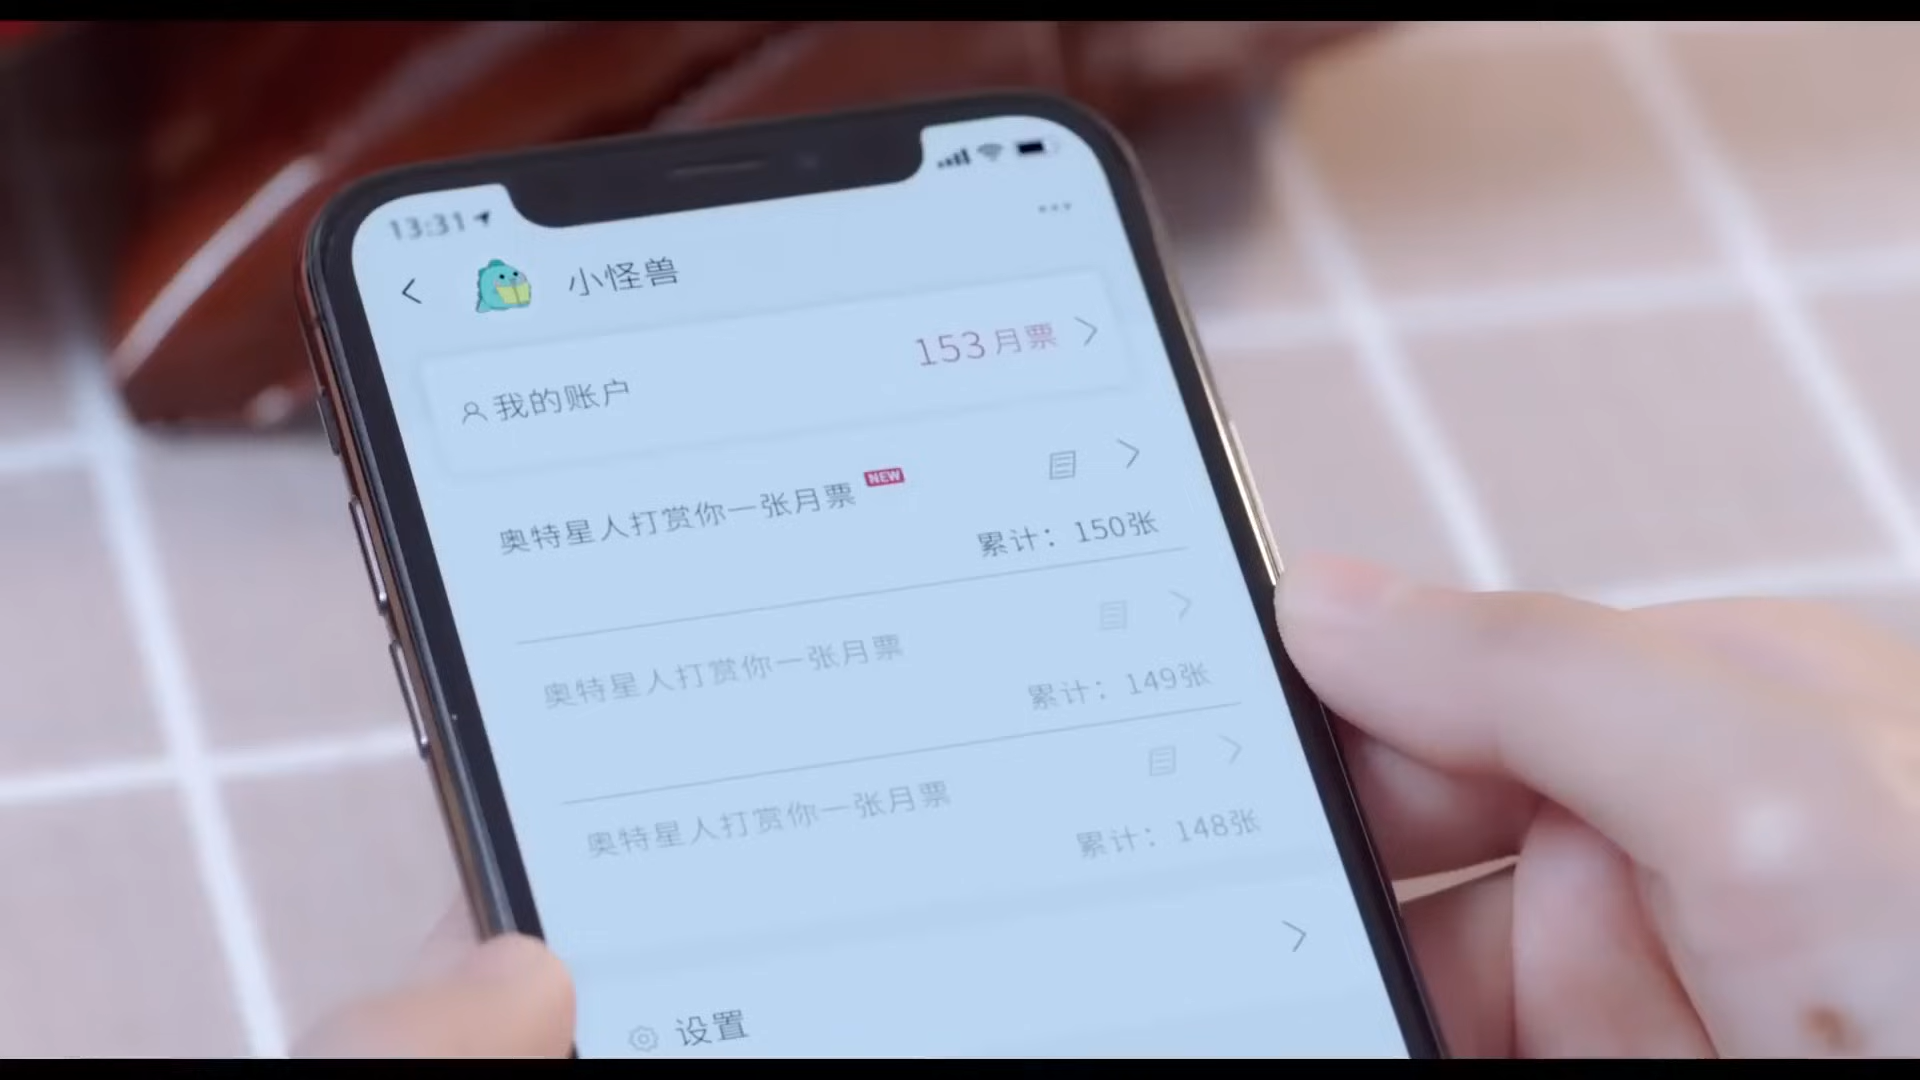 13:31
小怪兽
153月票
我的账户
奥特星人打赏你一张月票 NEW
累计：150张
奥特星人打赏你一张月票
累计：149张
奥特星人打赏你一张月票
累计：148张
设置